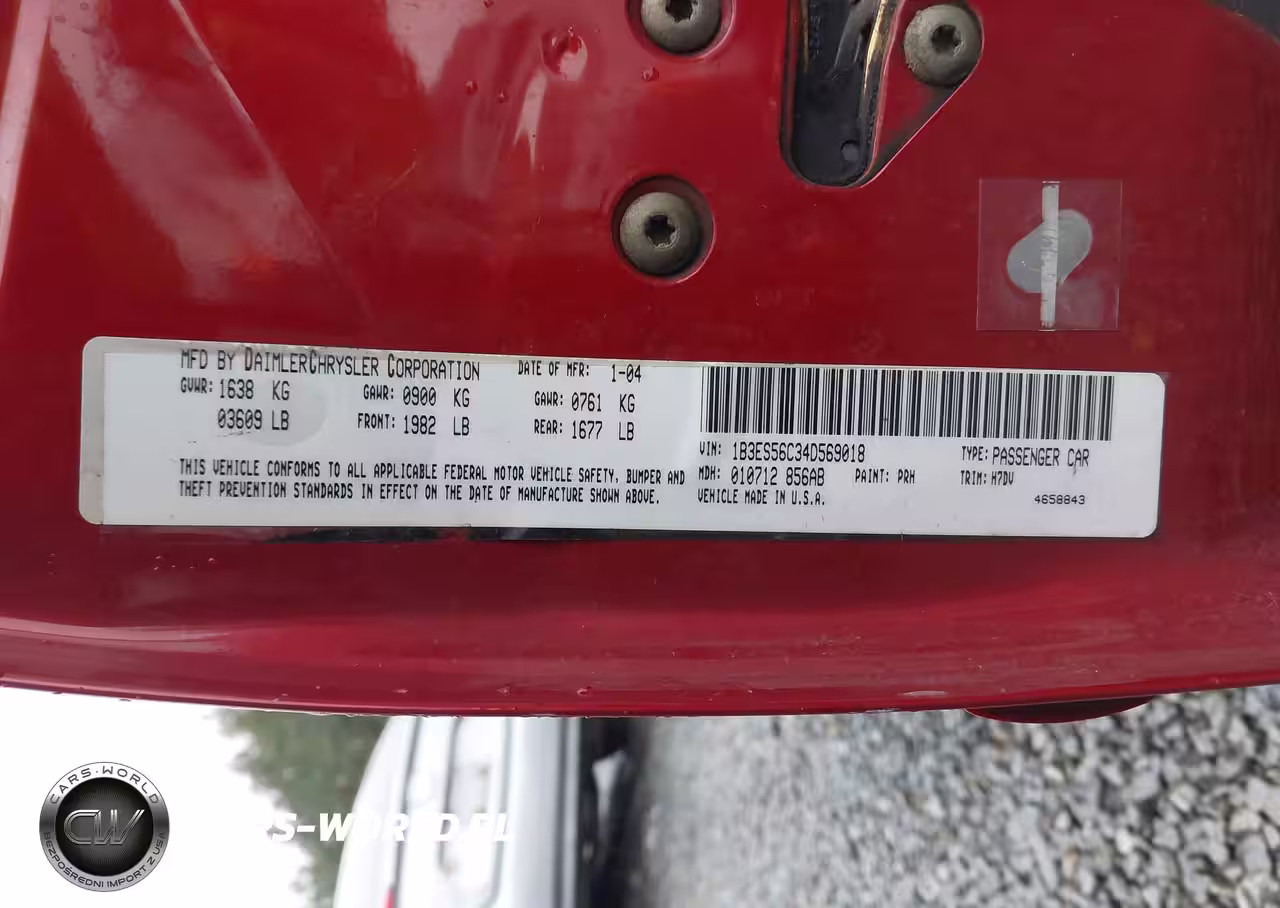 MFD BY DAIMLERCHRYSLER CORPORATION DATE OF MFR: 1-04
GVWR: 1638 KG GAWR: 0900 KG GAWR: 0761 KG
03609 LB FRONT: 1982 LB REAR: 1677 LB
THIS VEHICLE CONFORMS TO ALL APPLICABLE FEDERAL MOTOR VEHICLE SAFETY, BUMPER AND
THEFT PREVENTION STANDARDS IN EFFECT ON THE DATE OF MANUFACTURE SHOWN ABOVE.
VIN: 1B3ES56C34D569018 TYPE: PASSENGER CAR
MDH: 010712 856AB PAINT: PRH TRIM: H7DV
VEHICLE MADE IN U.S.A. 4658843
CARS-WORLD
CW
BEZPOŚREDNI IMPORT Z USA